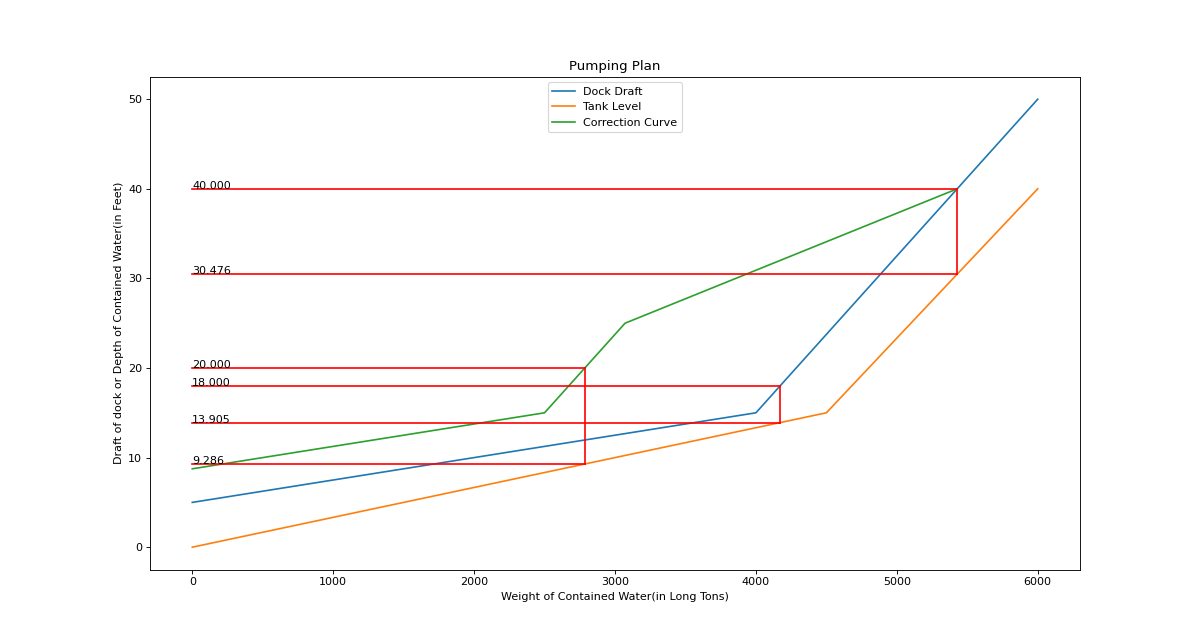 Pumping Plan
Dock Draft
Tank Level
Correction Curve
50
40
30
20
10
0
40.000
30.476
20.000
18.000
13.905
9.286
Draft of dock or Depth of Contained Water(in Feet)
0 1000 2000 3000 4000 5000 6000
Weight of Contained Water(in Long Tons)